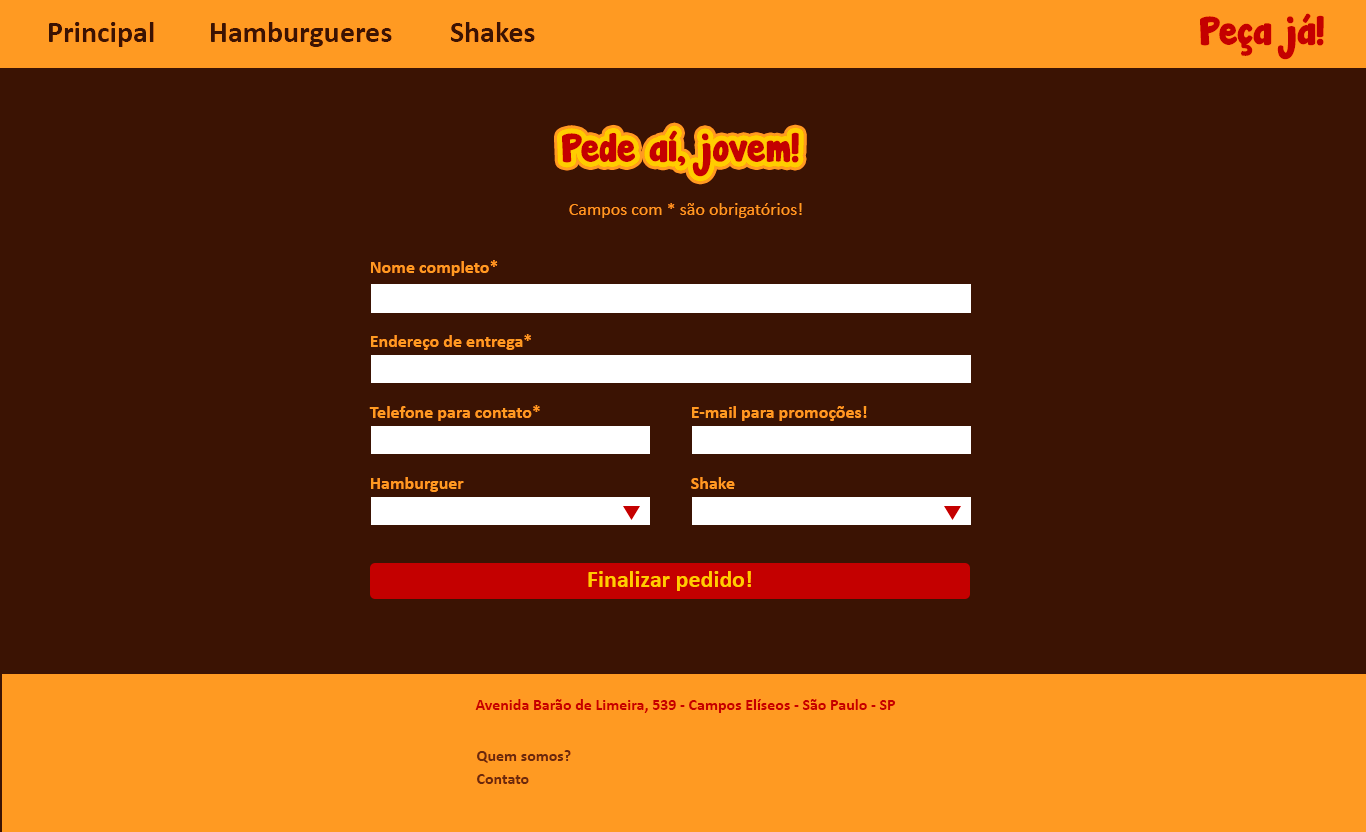 Principal Hamburgueres Shakes Peça já!
Pede aí, jovem!
Campos com * são obrigatórios!
Nome completo*
Endereço de entrega*
Telefone para contato* E-mail para promoções!
Hamburguer Shake
Finalizar pedido!
Avenida Barão de Limeira, 539 - Campos Elíseos - São Paulo - SP
Quem somos?
Contato